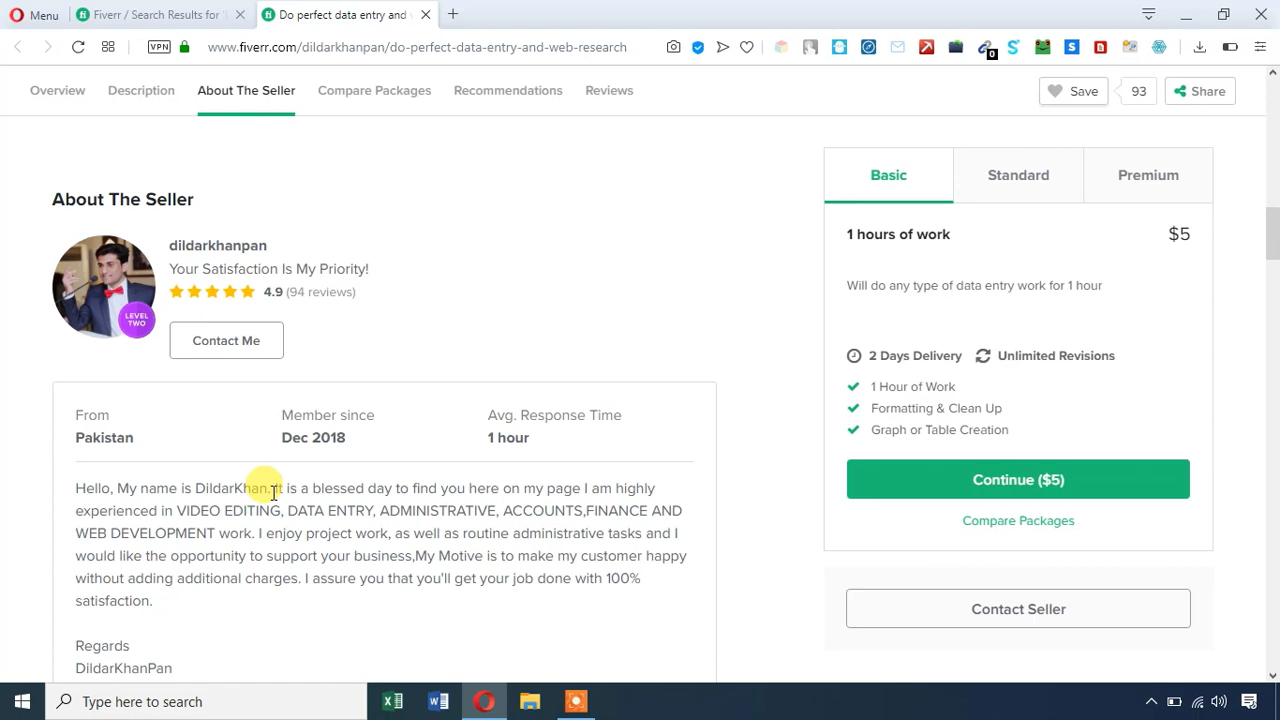 Menu
Fiverr / Search Results for '
Do perfect data entry and w
VPN
www.fiverr.com/dildarkhanpan/do-perfect-data-entry-and-web-research
0
Overview
Description
About The Seller
Compare Packages
Recommendations
Reviews
Save
93
Share
About The Seller
dildarkhanpan
Your Satisfaction Is My Priority!
4.9 (94 reviews)
LEVEL
TWO
Contact Me
From
Member since
Avg. Response Time
Pakistan
Dec 2018
1 hour
Hello, My name is DildarKhan.It is a blessed day to find you here on my page I am highly
experienced in VIDEO EDITING, DATA ENTRY, ADMINISTRATIVE, ACCOUNTS,FINANCE AND
WEB DEVELOPMENT work. I enjoy project work, as well as routine administrative tasks and I
would like the opportunity to support your business,My Motive is to make my customer happy
without adding additional charges. I assure you that you'll get your job done with 100%
satisfaction.
Regards
DildarKhanPan
Basic
Standard
Premium
1 hours of work
$5
Will do any type of data entry work for 1 hour
2 Days Delivery
Unlimited Revisions
1 Hour of Work
Formatting & Clean Up
Graph or Table Creation
Continue ($5)
Compare Packages
Contact Seller
Type here to search